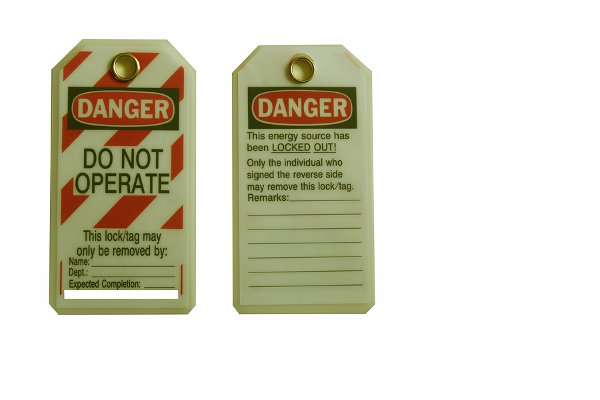 DANGER
DO NOT
OPERATE
This lock/tag may
only be removed by:
Name:
Dept.:
Expected Completion:
DANGER
This energy source has
been LOCKED OUT!
Only the individual who
signed the reverse side
may remove this lock/tag.
Remarks: